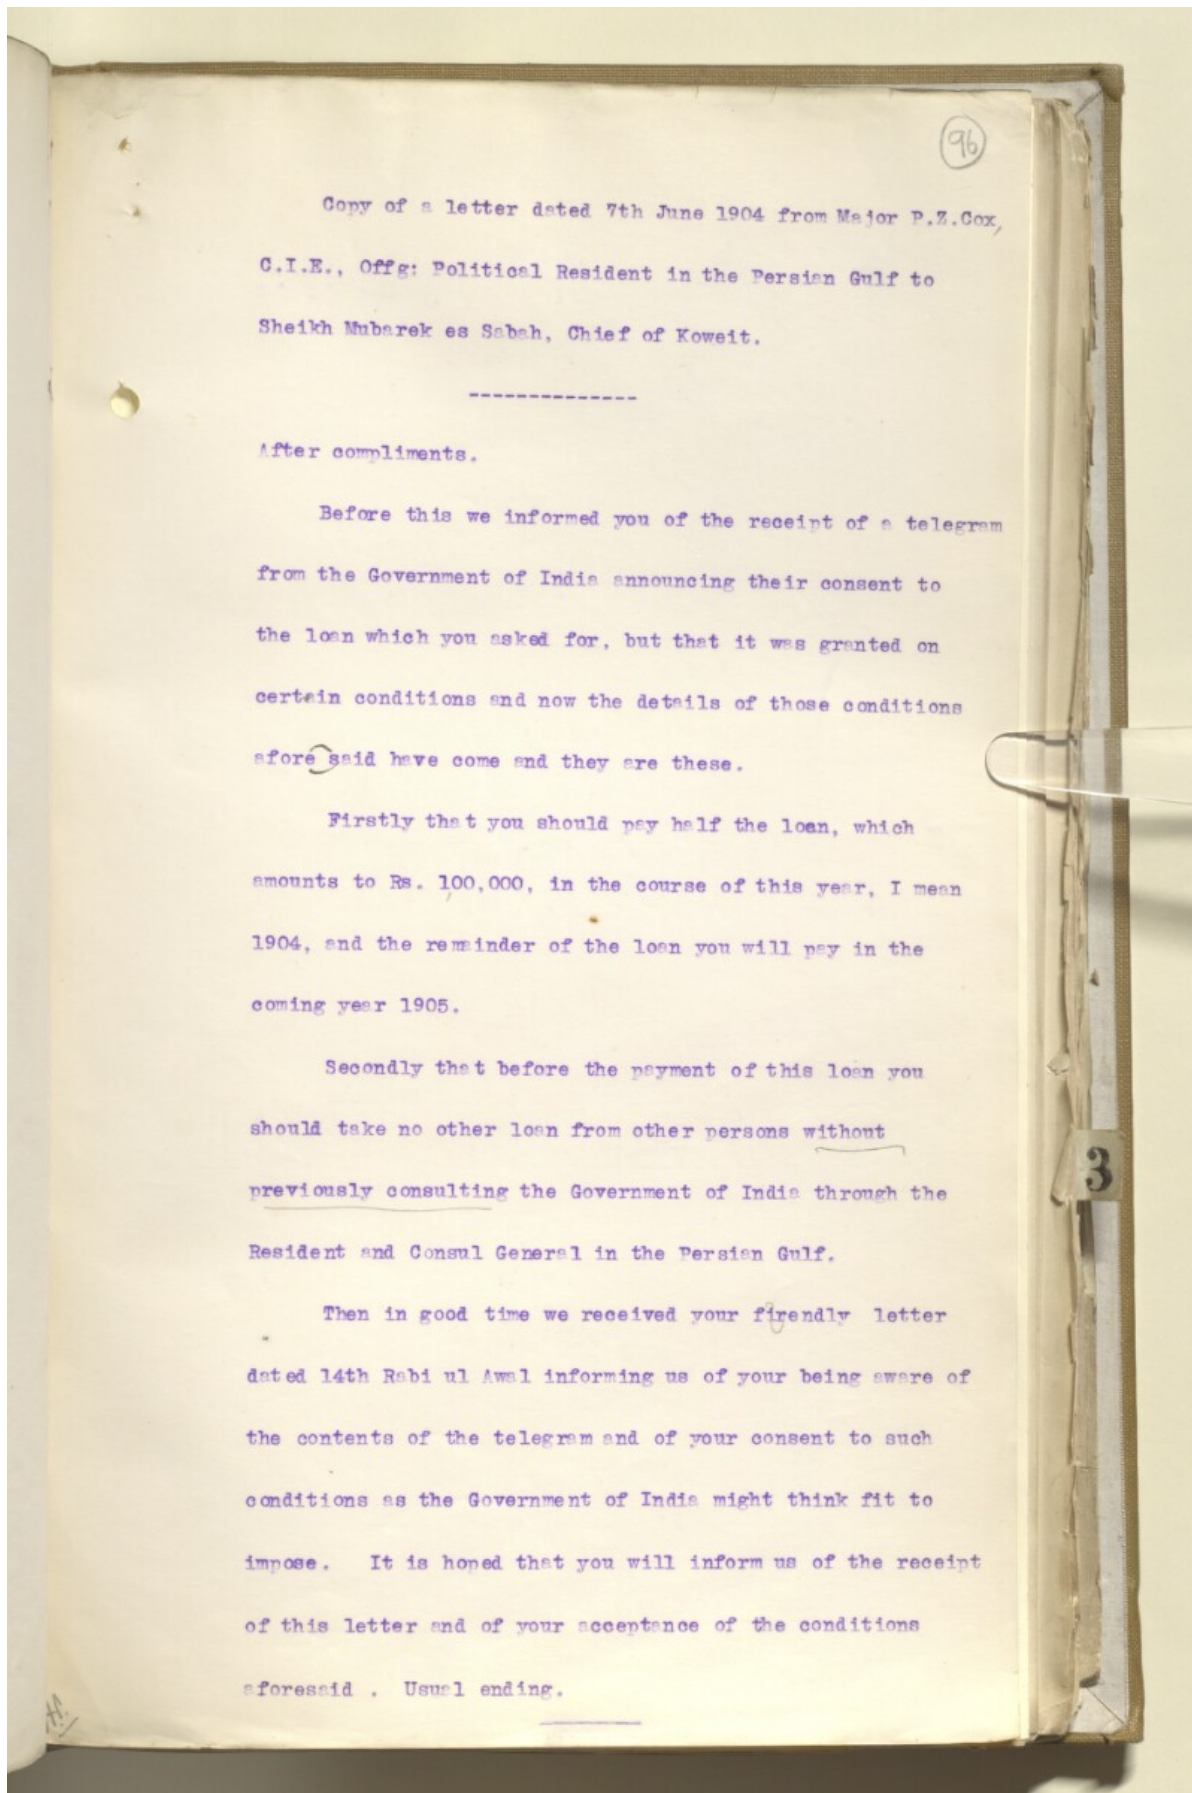 96
Copy of a letter dated 7th June 1904 from Major P.Z.Cox,
C.I.E., Offg: Political Resident in the Persian Gulf to
Sheikh Mubarek es Sabah, Chief of Koweit.
--------------
After compliments.
Before this we informed you of the receipt of a telegram
from the Government of India announcing their consent to
the loan which you asked for, but that it was granted on
certain conditions and now the details of those conditions
afore said have come and they are these.
Firstly that you should pay half the loan, which
amounts to Rs. 100,000, in the course of this year, I mean
1904, and the remainder of the loan you will pay in the
coming year 1905.
Secondly that before the payment of this loan you
should take no other loan from other persons without
previously consulting the Government of India through the
Resident and Consul General in the Persian Gulf.
Then in good time we received your firendly letter
dated 14th Rabi ul Awal informing us of your being aware of
the contents of the telegram and of your consent to such
conditions as the Government of India might think fit to
impose. It is hoped that you will inform us of the receipt
of this letter and of your acceptance of the conditions
aforesaid . Usual ending.
3